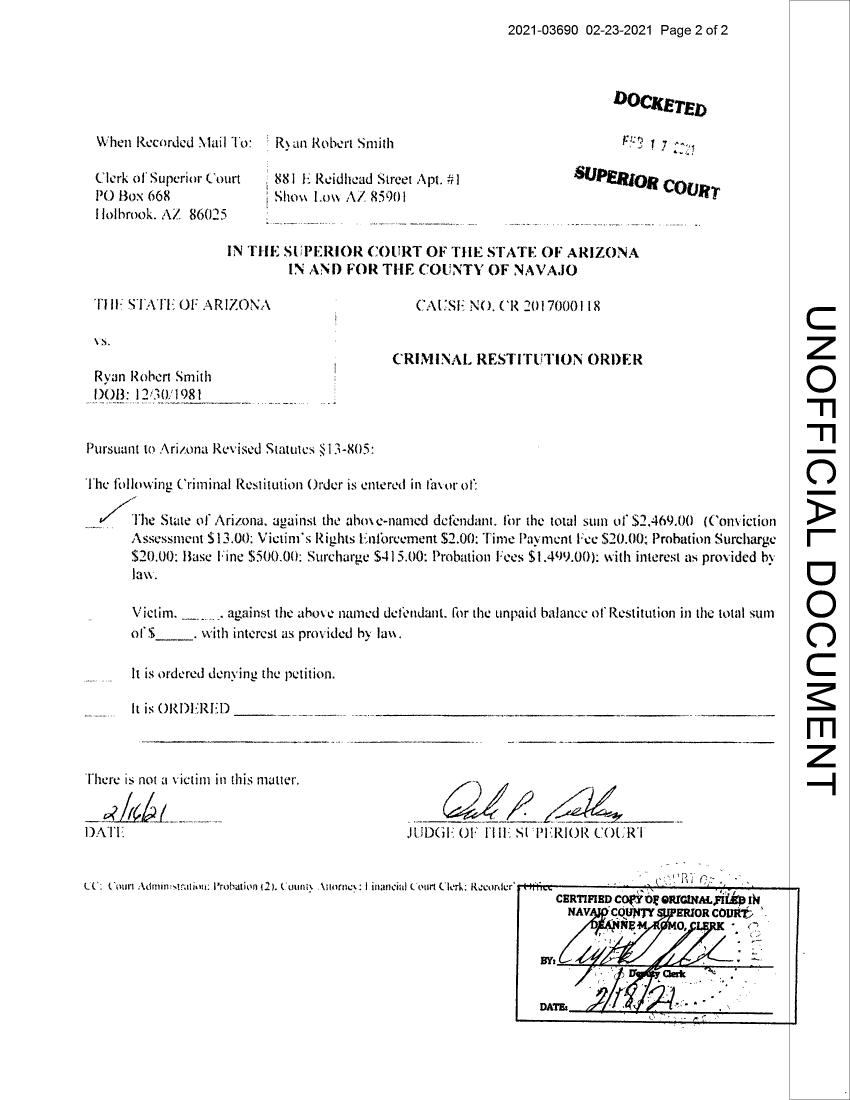 2021-03690 02-23-2021 Page 2 of 2
DOCKETED
FEB 17 2021
SUPERIOR COURT
When Recorded Mail To:
Clerk of Superior Court
PO Box 668
Holbrook, AZ 86025
Ryan Robert Smith
881 E Reidhead Street Apt. #1
Show Low AZ 85901
IN THE SUPERIOR COURT OF THE STATE OF ARIZONA
IN AND FOR THE COUNTY OF NAVAJO
THE STATE OF ARIZONA
vs.
Ryan Robert Smith
DOB: 12/30/1981
CAUSE NO. CR 2017000118
CRIMINAL RESTITUTION ORDER
Pursuant to Arizona Revised Statutes §13-805:
The following Criminal Restitution Order is entered in favor of:
The State of Arizona, against the above-named defendant, for the total sum of $2,469.00 (Conviction
Assessment $13.00; Victim's Rights Enforcement $2.00; Time Payment Fee $20.00; Probation Surcharge
$20.00; Base Fine $500.00; Surcharge $415.00; Probation Fees $1,499.00); with interest as provided by
law.
Victim, ______, against the above named defendant, for the unpaid balance of Restitution in the total sum
of $_____, with interest as provided by law.
It is ordered denying the petition.
It is ORDERED
There is not a victim in this matter.
2/16/21
DATE
JUDGE OF THE SUPERIOR COURT
CC: Court Administration; Probation (2), County Attorney; Financial Court Clerk; Recorder's Office
CERTIFIED COPY OF ORIGINAL FILED IN
NAVAJO COUNTY SUPERIOR COURT
DEANNE M. ROMO, CLERK
BY:
Deputy Clerk
DATE: 2/18/21
UNOFFICIAL DOCUMENT